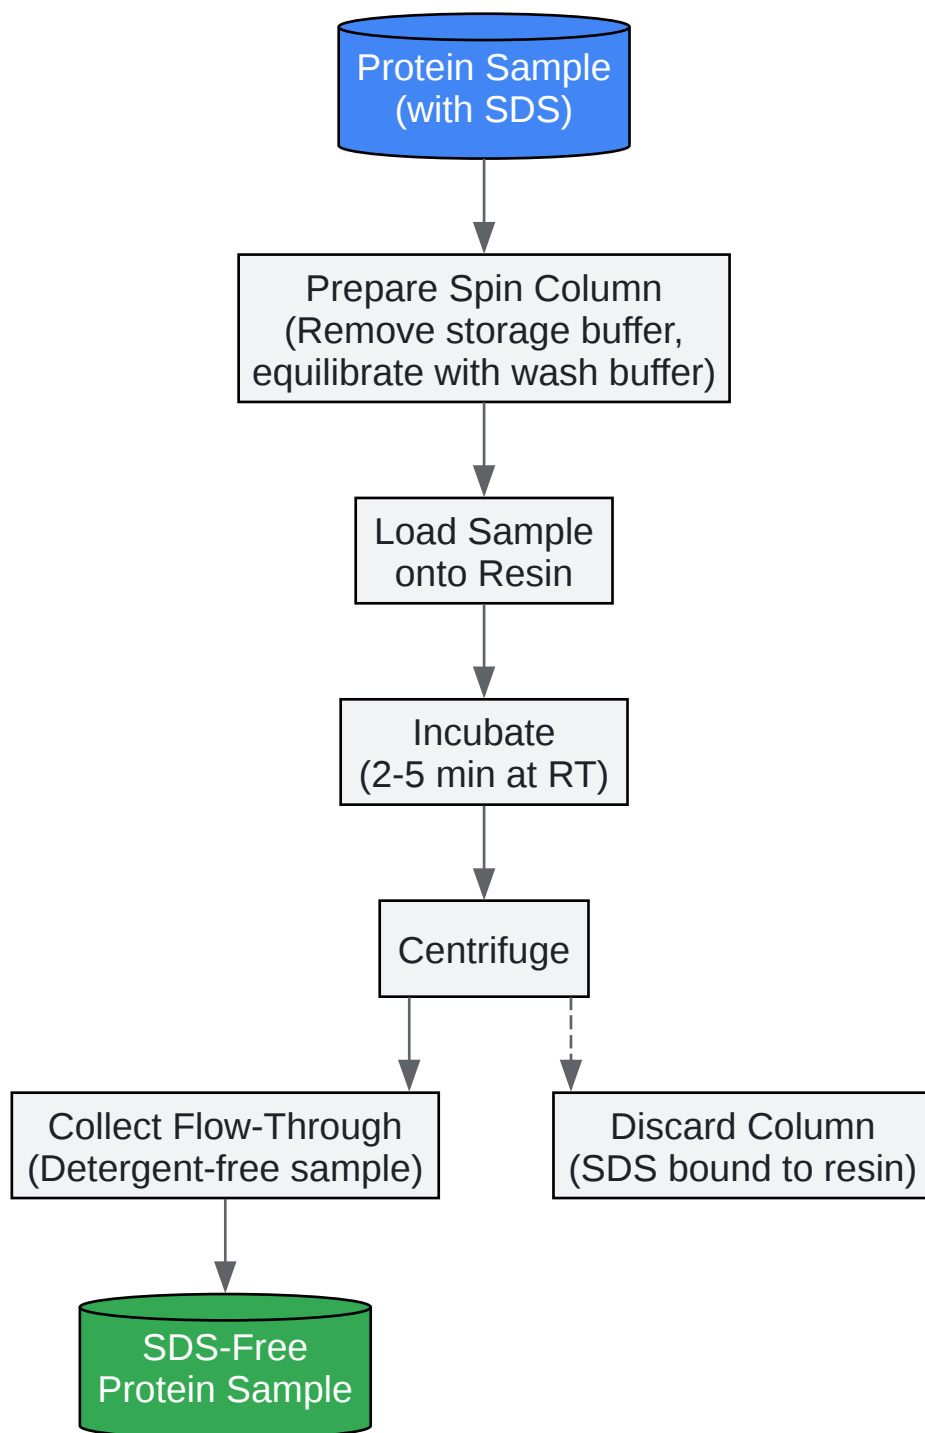 Protein Sample
(with SDS)
Prepare Spin Column
(Remove storage buffer,
equilibrate with wash buffer)
Load Sample
onto Resin
Incubate
(2-5 min at RT)
Centrifuge
Collect Flow-Through
(Detergent-free sample)
Discard Column
(SDS bound to resin)
SDS-Free
Protein Sample